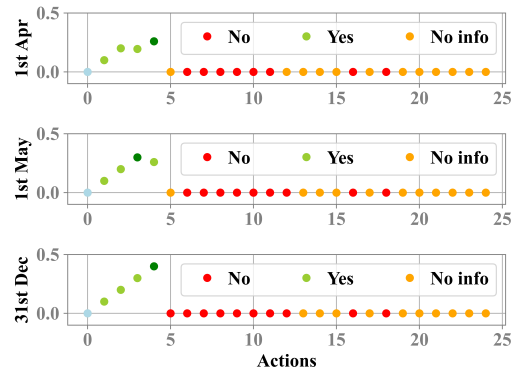 1st Apr
0.5
0.0
No Yes No info
0 5 10 15 20 25
1st May
0.5
0.0
No Yes No info
0 5 10 15 20 25
31st Dec
0.5
0.0
No Yes No info
0 5 10 15 20 25
Actions